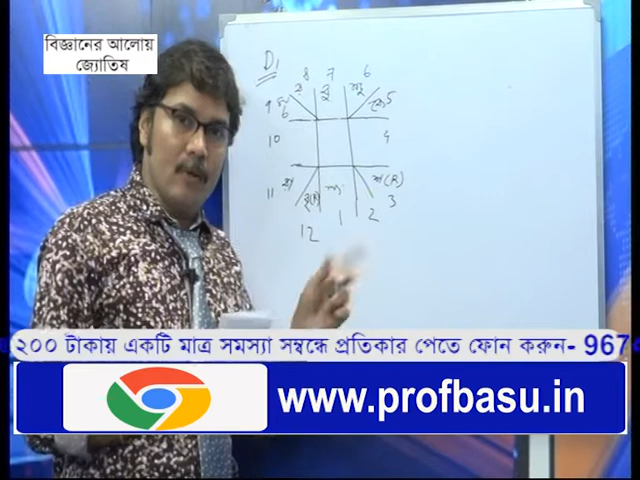 বিজ্ঞানের আলোয়
জ্যোতিষ
D1
8 7 6
5
9
10 4
11 3
12 1 2
২০০ টাকায় একটি মাত্র সমস্যা সম্বন্ধে প্রতিকার পেতে ফোন করুন- 967
www.profbasu.in